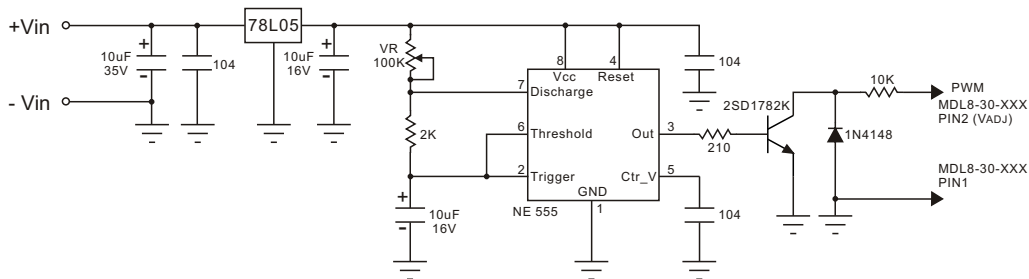 +Vin
- Vin
+
10uF
35V
-
104
78L05
+
10uF
16V
-
VR
100K
2K
+
10uF
16V
-
7
6
2
8
4
Vcc
Reset
Discharge
Threshold
Out
Trigger
Ctr_V
GND
NE 555
1
3
5
104
104
210
2SD1782K
1N4148
10K
PWM
MDL8-30-XXX
PIN2 (VADJ)
MDL8-30-XXX
PIN1